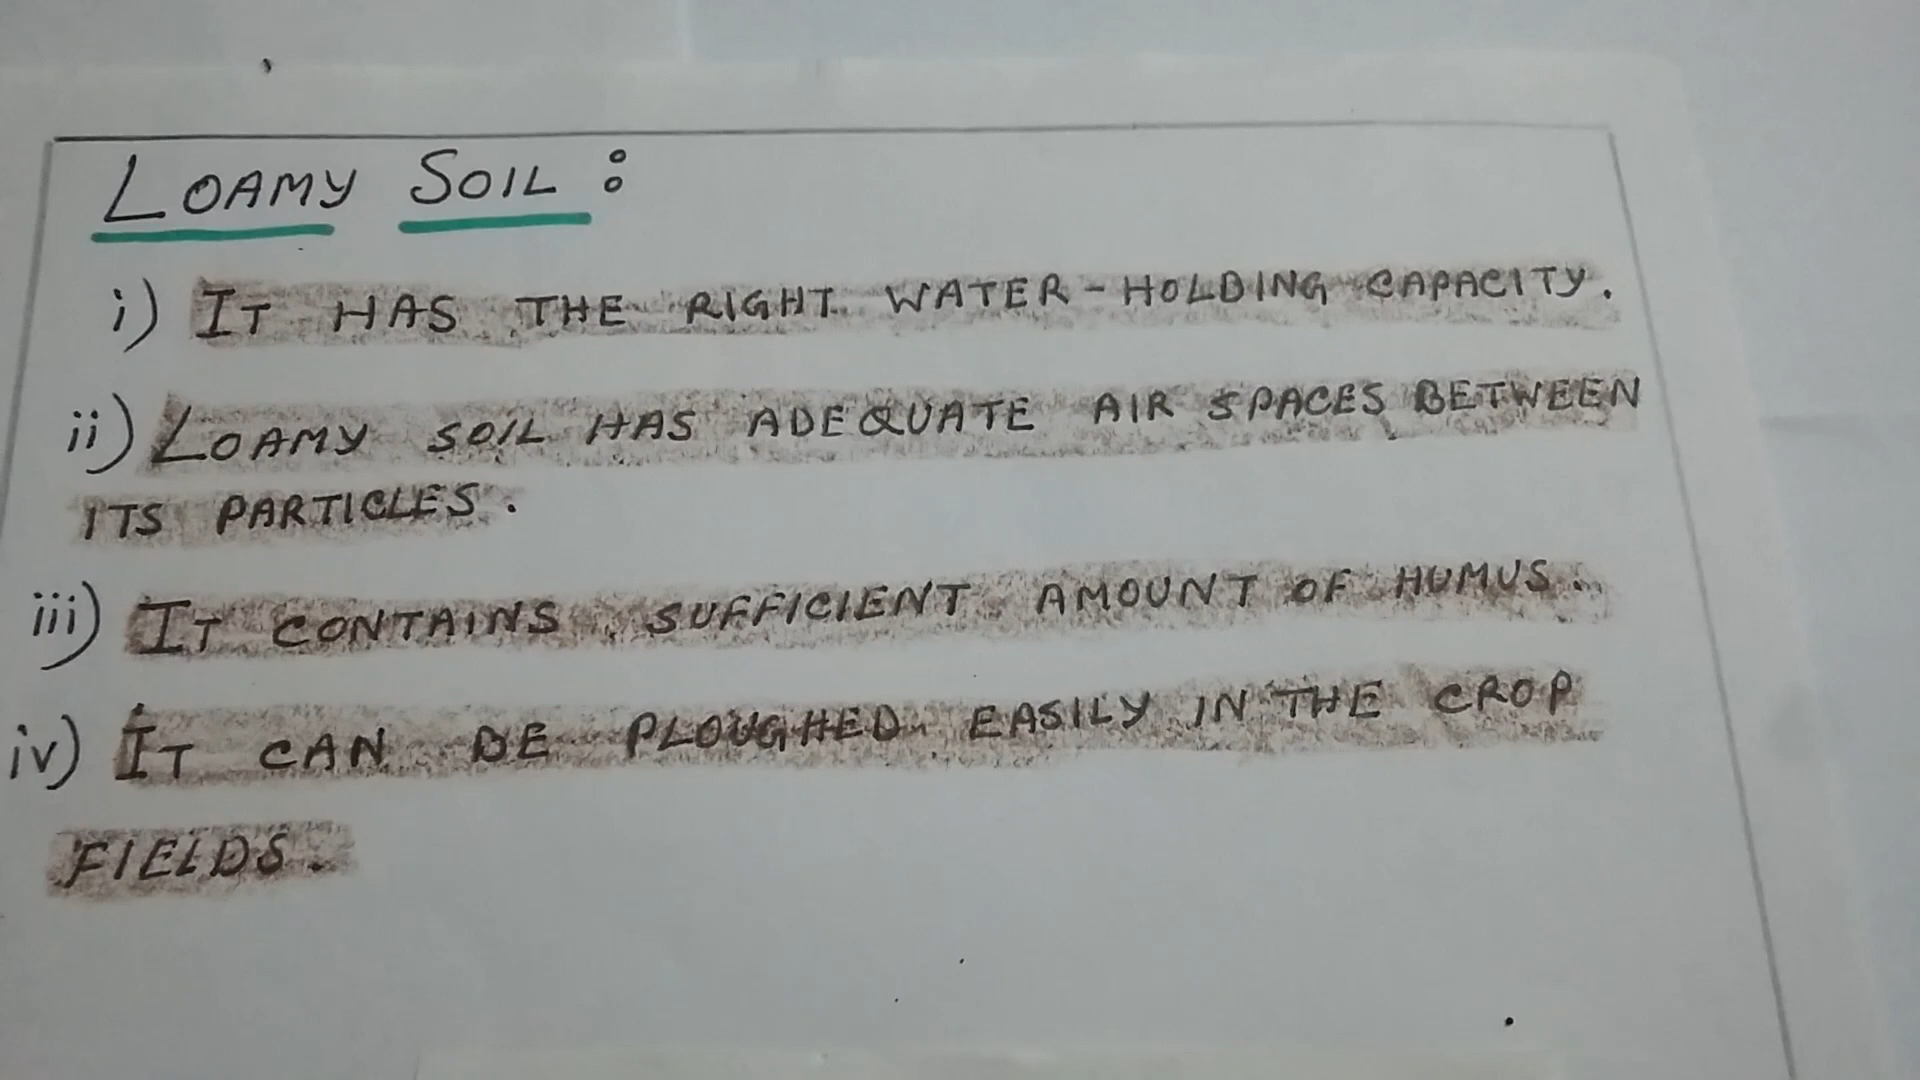 LOAMY SOIL :
i) IT HAS THE RIGHT WATER-HOLDING CAPACITY.
ii) LOAMY SOIL HAS ADEQUATE AIR SPACES BETWEEN
ITS PARTICLES.
iii) IT CONTAINS SUFFICIENT AMOUNT OF HUMUS.
iv) IT CAN BE PLOUGHED EASILY IN THE CROP
FIELDS.